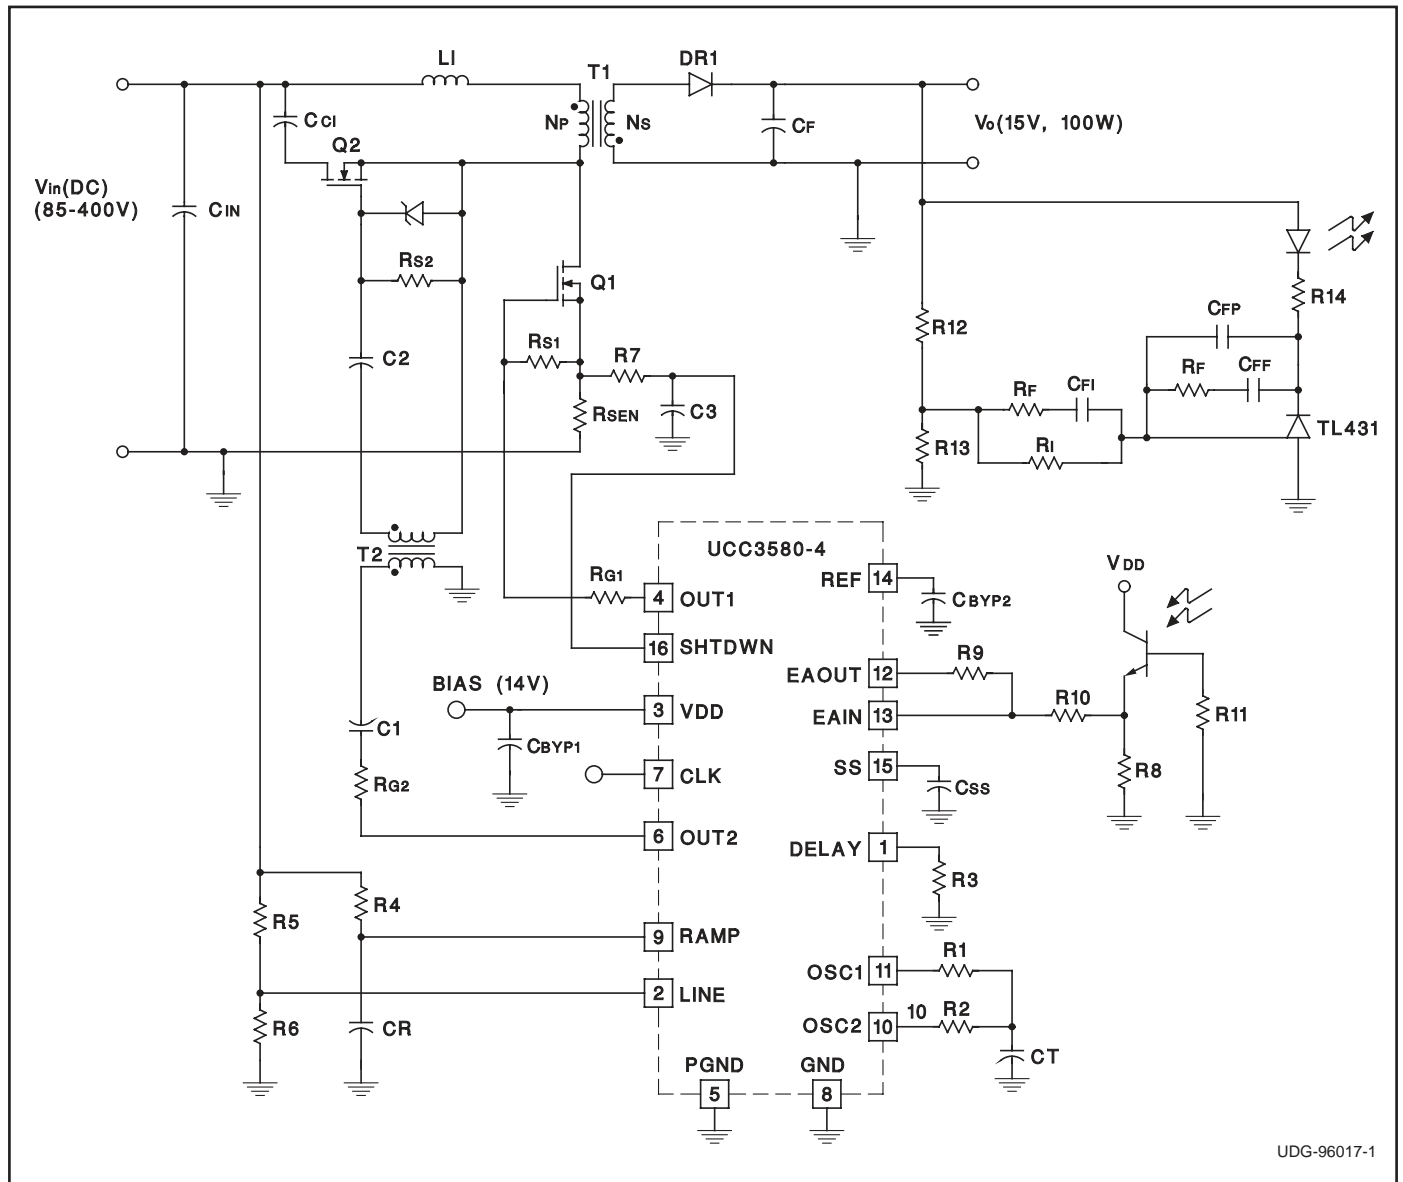 LI
T1
DR1
CCI
NP
NS
CF
Vo(15V, 100W)
Q2
Vin(DC)
(85-400V)
CIN
RS2
Q1
R14
CFP
R12
C2
RS1
R7
RF
CFF
RSEN
C3
RF
CFI
TL431
R13
RI
UCC3580-4
T2
VDD
RG1
REF
14
CBYP2
4
OUT1
16
SHTDWN
R9
EAOUT
12
BIAS (14V)
R10
3
VDD
EAIN
13
R11
C1
CBYP1
SS
15
CSS
R8
7
CLK
RG2
6
OUT2
DELAY
1
R3
R4
R5
9
RAMP
R1
OSC1
11
2
LINE
10
R2
R6
CR
OSC2
10
CT
PGND
GND
5
8
UDG-96017-1